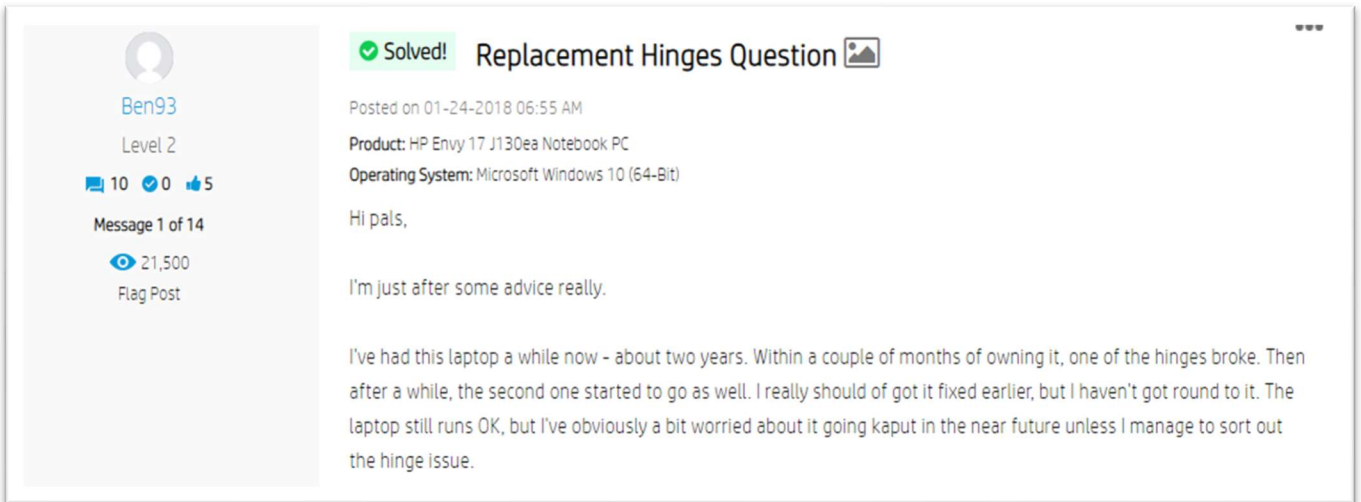 Solved! Replacement Hinges Question
Ben93
Level 2
10 0 5
Message 1 of 14
21,500
Flag Post
Posted on 01-24-2018 06:55 AM
Product: HP Envy 17 J130ea Notebook PC
Operating System: Microsoft Windows 10 (64-Bit)
Hi pals,
I'm just after some advice really.
I've had this laptop a while now - about two years. Within a couple of months of owning it, one of the hinges broke. Then
after a while, the second one started to go as well. I really should of got it fixed earlier, but I haven't got round to it. The
laptop still runs OK, but I've obviously a bit worried about it going kaput in the near future unless I manage to sort out
the hinge issue.